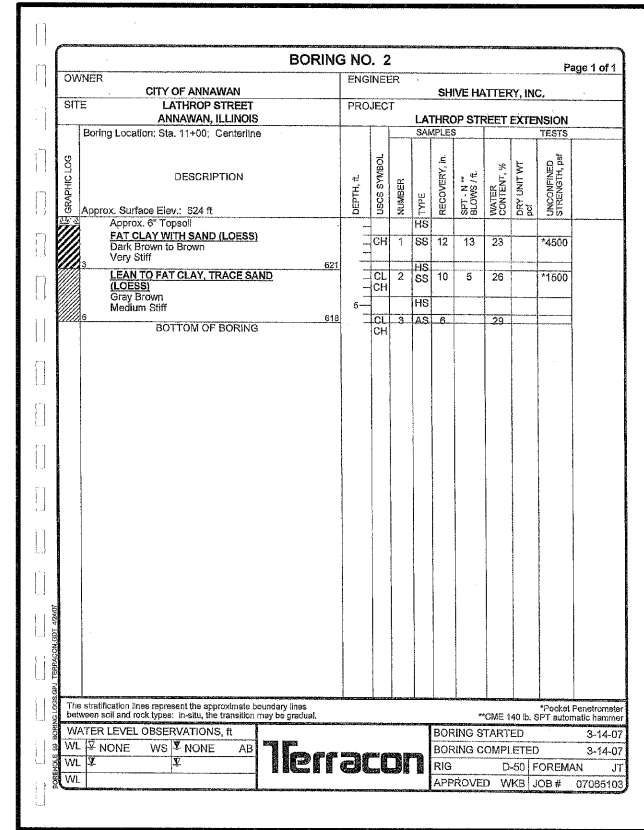 BORING NO. 2
Page 1 of 1
OWNER
CITY OF ANNAWAN
ENGINEER
SHIVE HATTERY, INC.
SITE
LATHROP STREET
ANNAWAN, ILLINOIS
PROJECT
LATHROP STREET EXTENSION
Boring Location: Sta. 11+00; Centerline
SAMPLES
TESTS
GRAPHIC LOG
DESCRIPTION
DEPTH, ft.
USCS SYMBOL
NUMBER
TYPE
RECOVERY, in.
SPT - N **
BLOWS / ft.
WATER
CONTENT, %
DRY UNIT WT
pcf
UNCONFINED
STRENGTH, psf
Approx. Surface Elev.: 624 ft
Approx. 6" Topsoil
HS
FAT CLAY WITH SAND (LOESS)
Dark Brown to Brown
Very Stiff
CH 1 SS 12 13 23 *4500
3 621
HS
LEAN TO FAT CLAY, TRACE SAND
(LOESS)
Gray Brown
Medium Stiff
CL 2 SS 10 5 26 *1500
CH
5
HS
6 618
CL 3 AS 6 29
CH
BOTTOM OF BORING
The stratification lines represent the approximate boundary lines
between soil and rock types: in-situ, the transition may be gradual.
*Pocket Penetrometer
**CME 140 lb. SPT automatic hammer
WATER LEVEL OBSERVATIONS, ft
WL NONE WS NONE AB
WL
WL
Terracon
BORING STARTED 3-14-07
BORING COMPLETED 3-14-07
RIG D-50 FOREMAN JT
APPROVED WKB JOB # 07085103